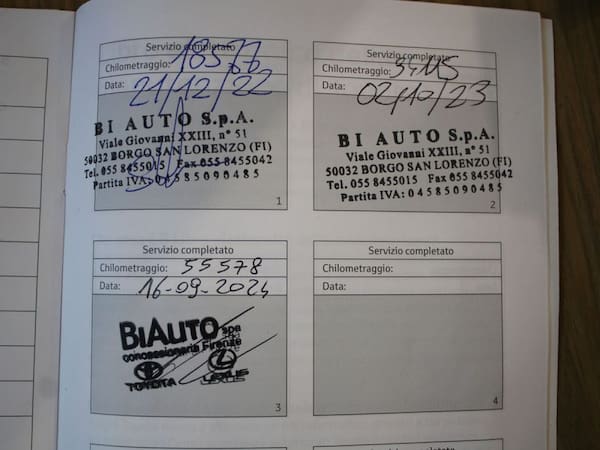 Servizio completato
Chilometraggio: 18577
Data: 21/12/22
BI AUTO S.p.A.
Viale Giovanni XXIII, n° 51
50032 BORGO SAN LORENZO (FI)
Tel. 055 8455015 Fax 055 8455042
Partita IVA: 04585090485
1
Servizio completato
Chilometraggio:
Data: 02/10/23
BI AUTO S.p.A.
Viale Giovanni XXIII, n° 51
50032 BORGO SAN LORENZO (FI)
Tel. 055 8455015 Fax 055 8455042
Partita IVA: 04585090485
2
Servizio completato
Chilometraggio: 55578
Data: 16-09-2024
BIAUTO spa
concessionaria Firenze
TOYOTA LEXUS
3
Servizio completato
Chilometraggio:
Data:
4